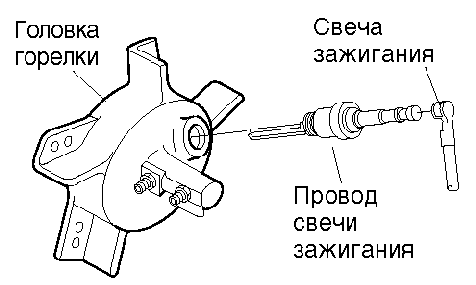 Головка
горелки
Свеча
зажигания
Провод
свечи
зажигания